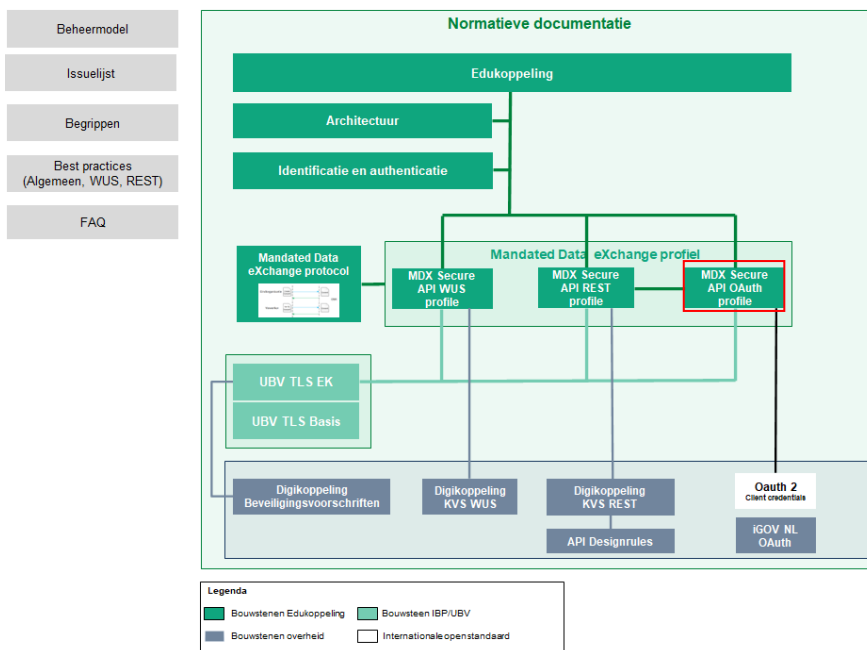 Beheermodel
Issuelijst
Begrippen
Best practices
(Algemeen, WUS, REST)
FAQ
Normatieve documentatie
Edukoppeling
Architectuur
Identificatie en authenticatie
Mandated Data
eXchange protocol
Mandated Data eXchange profiel
MDX Secure
API WUS
profile
MDX Secure
API REST
profile
MDX Secure
API OAuth
profile
UBV TLS EK
UBV TLS Basis
Digikoppeling
Beveiligingsvoorschriften
Digikoppeling
KVS WUS
Digikoppeling
KVS REST
API Designrules
Oauth 2
Client credentials
iGOV NL
OAuth
Legenda
Bouwstenen Edukoppeling
Bouwsteen IBP/UBV
Bouwstenen overheid
Internationale open standaard